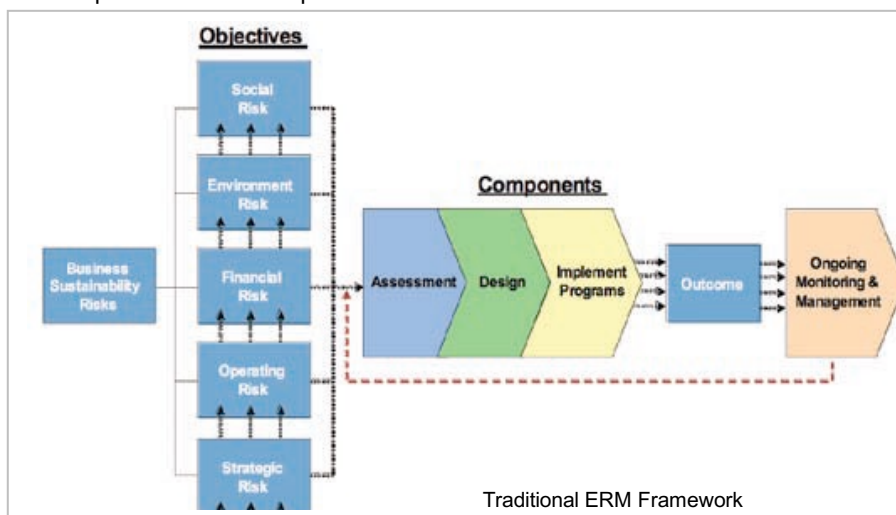 Objectives
Social
Risk
Environment
Risk
Financial
Risk
Operating
Risk
Strategic
Risk
Business
Sustainability
Risks
Components
Assessment
Design
Implement
Programs
Outcome
Ongoing
Monitoring &
Management
Traditional ERM Framework